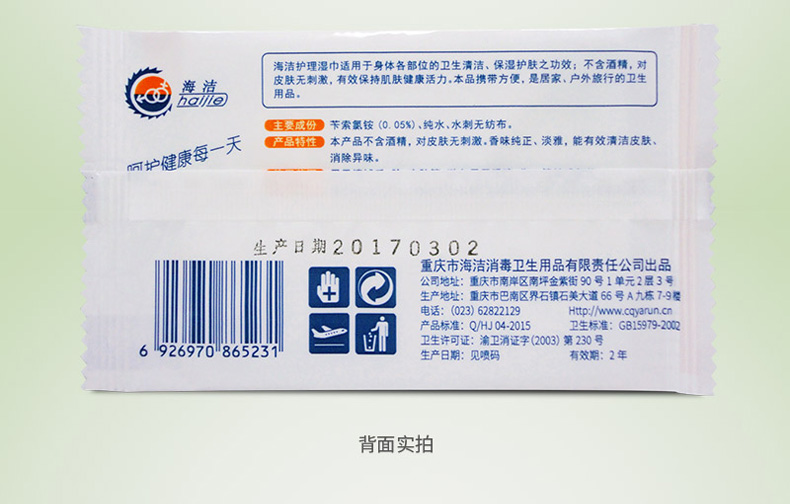 海洁护理湿巾适用于身体各部位的卫生清洁、保湿护肤之功效；不含酒精，对
皮肤无刺激，有效保持肌肤健康活力。本品携带方便，是居家、户外旅行的卫生
用品。
海洁
haijie
主要成份 苄索氯铵（0.05%）、纯水、水刺无纺布。
产品特性 本产品不含酒精，对皮肤无刺激。香味纯正、淡雅，能有效清洁皮肤、
消除异味。
呵护健康每一天
生产日期20170302
重庆市海洁消毒卫生用品有限责任公司出品
公司地址：重庆市南岸区南坪金紫街 90 号 1 单元 2 层 3 号
生产地址：重庆市巴南区界石镇石美大道 66 号 A 九栋 7-9楼
电话：(023) 62822129 Http://www.cqyarun.cn
产品标准：Q/HJ 04-2015 卫生标准：GB15979-2002
卫生许可证：渝卫消证字(2003) 第 230 号
生产日期：见喷码 有效期：2 年
6 926970 865231
背面实拍